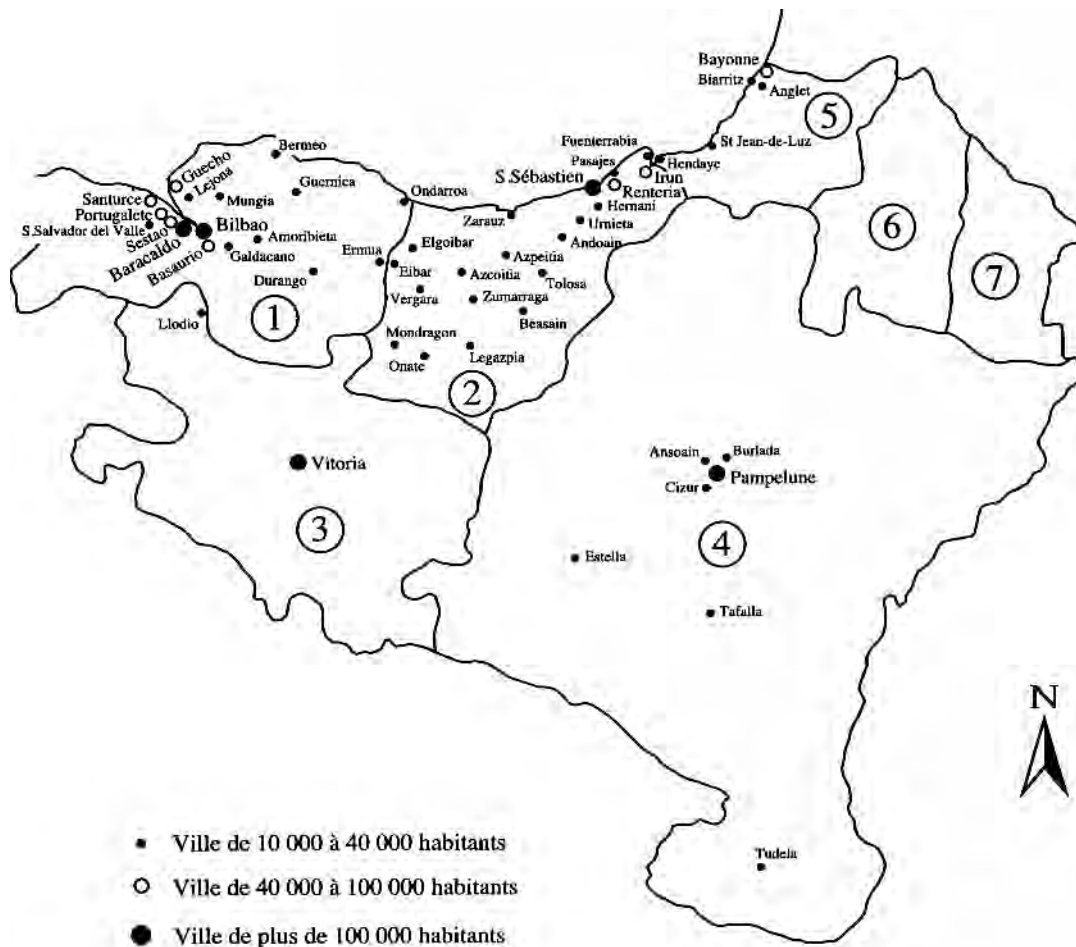 Bayonne
Biarritz
Anglet
5
St Jean-de-Luz
Fuenterrabia
Hendaye
Pasajes
Irun
S.Sébastien
Renteria
Hernani
Urnieta
Andoain
Zarauz
Bermeo
Guecho
Lejona
Guernica
Mungia
Ondarroa
Santurce
Portugalete
S.Salvador del Valle
Sestao
Bilbao
Baracaldo
Basaurio
Amoribieta
Galdacano
Durango
Ermua
Elgoibar
Eibar
Azpeitia
Azcoitia
Tolosa
Vergara
Zumarraga
Beasain
Llodio
1
Mondragon
Onate
Legazpia
2
6
7
Vitoria
3
Ansoain
Burlada
Pampelune
Cizur
4
Estella
Tafalla
Tudela
N
Ville de 10 000 à 40 000 habitants
Ville de 40 000 à 100 000 habitants
Ville de plus de 100 000 habitants